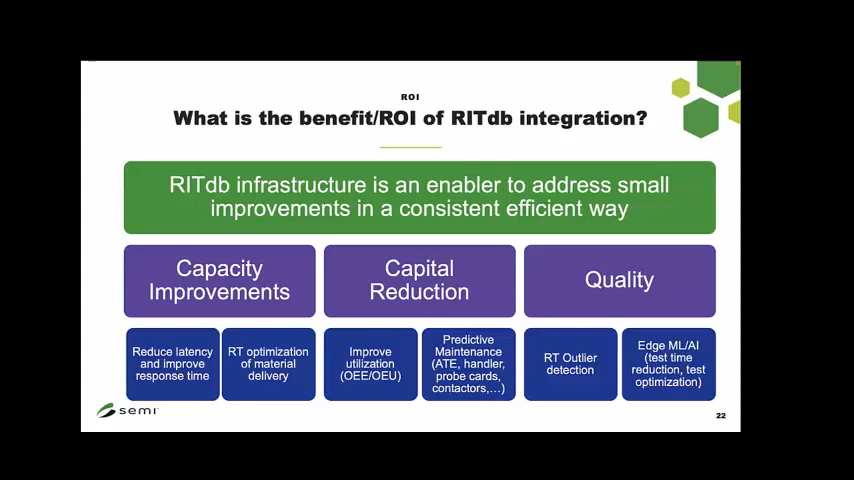 ROI
What is the benefit/ROI of RITdb integration?
RITdb infrastructure is an enabler to address small
improvements in a consistent efficient way
Capacity
Improvements
Capital
Reduction
Quality
Reduce latency
and improve
response time
RT optimization
of material
delivery
Improve
utilization
(OEE/OEU)
Predictive
Maintenance
(ATE, handler,
probe cards,
contactors,...)
RT Outlier
detection
Edge ML/AI
(test time
reduction, test
optimization)
semi
22